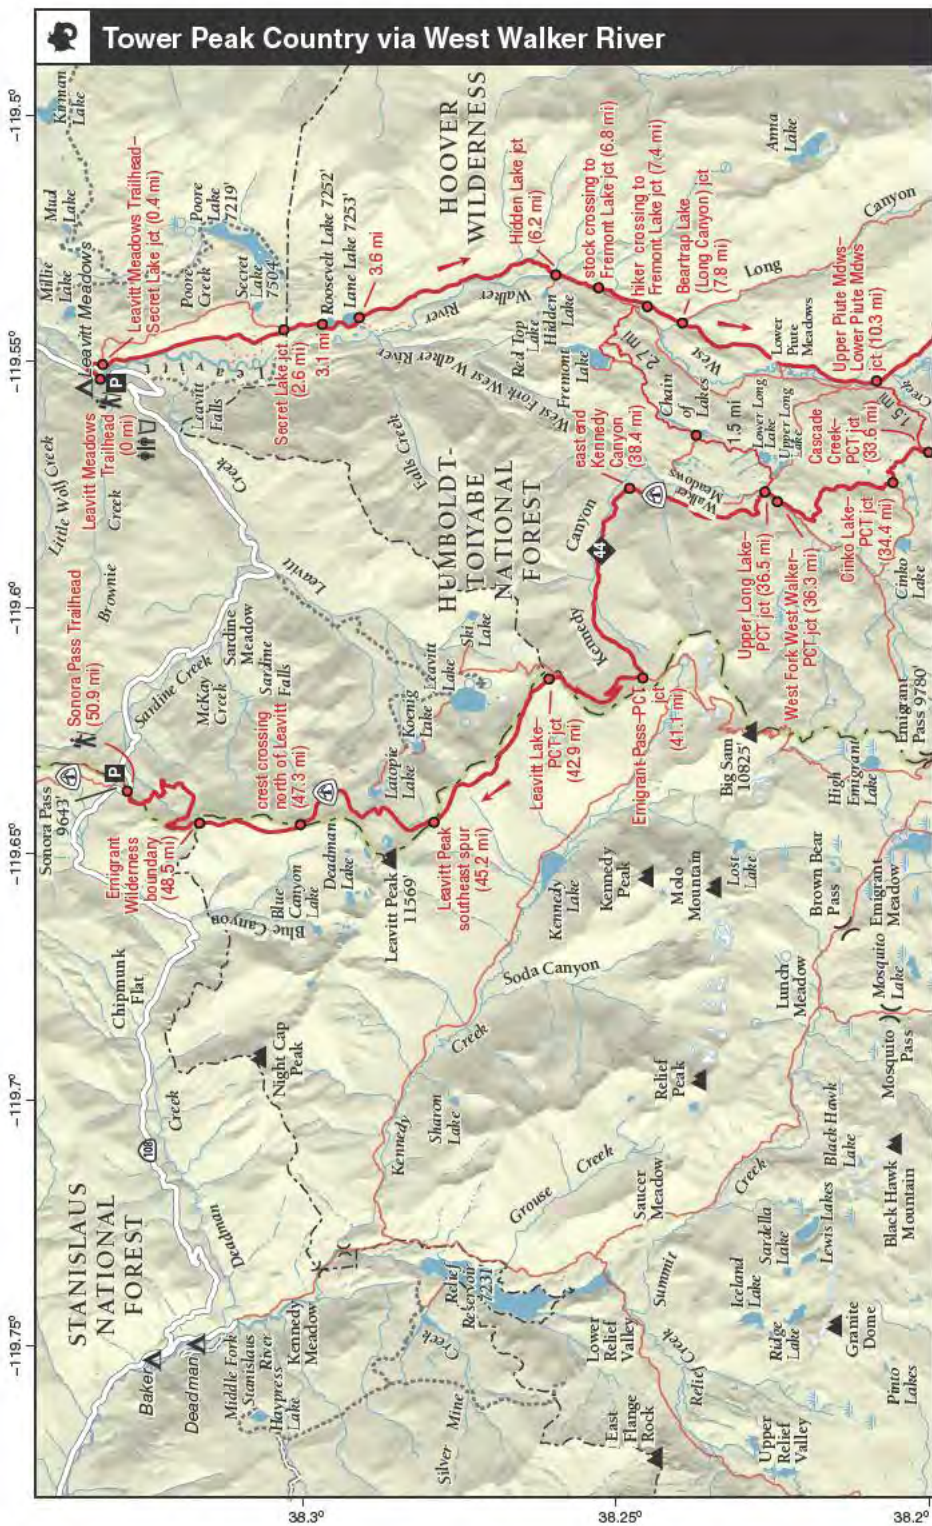 Tower Peak Country via West Walker River
-119.5°
-119.55°
-119.6°
-119.65°
-119.7°
-119.75°
38.3°
38.25°
38.2°
Kirman
Lake
Mud
Lake
Millie
Lake
Leavitt Meadows
Leavitt Meadows Trailhead–
Secret Lake jct (0.4 mi)
Poore
Lake
7219'
Poore
Creek
Secret
Lake
7504'
Roosevelt Lake 7252'
Lane Lake 7253'
3.6 mi
HOOVER
WILDERNESS
Hidden Lake jct
(6.2 mi)
stock crossing to
Fremont Lake jct (6.8 mi)
hiker crossing to
Fremont Lake jct (7.4 mi)
Beartrap Lake
(Long Canyon) jct
(7.8 mi)
Anna
Lake
Long
Canyon
Upper Piute Mdws–
Lower Piute Mdws
jct (10.3 mi)
P
Leavitt Meadows
Trailhead
(0 mi)
Leavitt
Falls
Secret Lake jct
(2.6 mi)
3.1 mi
West Walker River
West Fork West Walker River
Red Top
Lake
Hidden
Lake
Fremont
Lake
2.7 mi
West
Lower
Piute
Meadows
Chain
of
Lakes
1.5 mi
Lower Long
Lake
Upper Long
Lake
Cascade
Creek–
PCT jct
(33.6 mi)
1.5 mi
Creek
Little Wolf Creek
Brownie
Creek
Creek
Leavitt
Falls Creek
HUMBOLDT-
TOIYABE
NATIONAL
FOREST
east end
Kennedy
Canyon
(38.4 mi)
Walker
Meadows
Kennedy
Canyon
44
Upper Long Lake–
PCT jct (36.5 mi)
West Fork West Walker–
PCT jct (36.3 mi)
Cinko Lake–
PCT jct
(34.4 mi)
Cinko
Lake
Sonora Pass Trailhead
(50.9 mi)
Sonora Pass
9643'
P
Sardine Creek
Sardine
Meadow
McKay
Creek
Sardine
Falls
Ski
Lake
Leavitt
Lake
Koenig
Lake
Latopie
Lake
crest crossing
north of Leavitt
(47.3 mi)
Emigrant
Wilderness
boundary
(48.5 mi)
Leavitt Lake–
PCT jct
(42.9 mi)
Emigrant Pass–PCT
jct
(41.1 mi)
Big Sam
10825'
High
Emigrant
Lake
Emigrant
Pass 9780'
Chipmunk
Flat
Blue
Canyon
Lake
Blue Canyon
Deadman
Lake
Leavitt Peak
11569'
Leavitt Peak
southeast spur
(45.2 mi)
Kennedy
Lake
Kennedy
Peak
Molo
Mountain
Lost
Lake
Brown Bear
Pass
Emigrant
Meadow
Lunch
Meadow
Mosquito
Lake
Mosquito
Pass
Soda Canyon
Night Cap
Peak
Creek
108
Kennedy
Creek
Sharon
Lake
Relief
Peak
Black Hawk
Lake
Black Hawk
Mountain
STANISLAUS
NATIONAL
FOREST
Deadman
Grouse
Creek
Saucer
Meadow
Summit
Creek
Sardella
Lake
Lewis Lakes
Iceland
Lake
Ridge
Lake
Granite
Dome
Baker
Deadman
Middle Fork
Stanislaus
River
Haypress
Lake
Kennedy
Meadow
Relief
Reservoir
7231'
Creek
Mine
Silver
Lower
Relief
Valley
Relief Creek
East
Flange
Rock
Upper
Relief
Valley
Pinto
Lakes